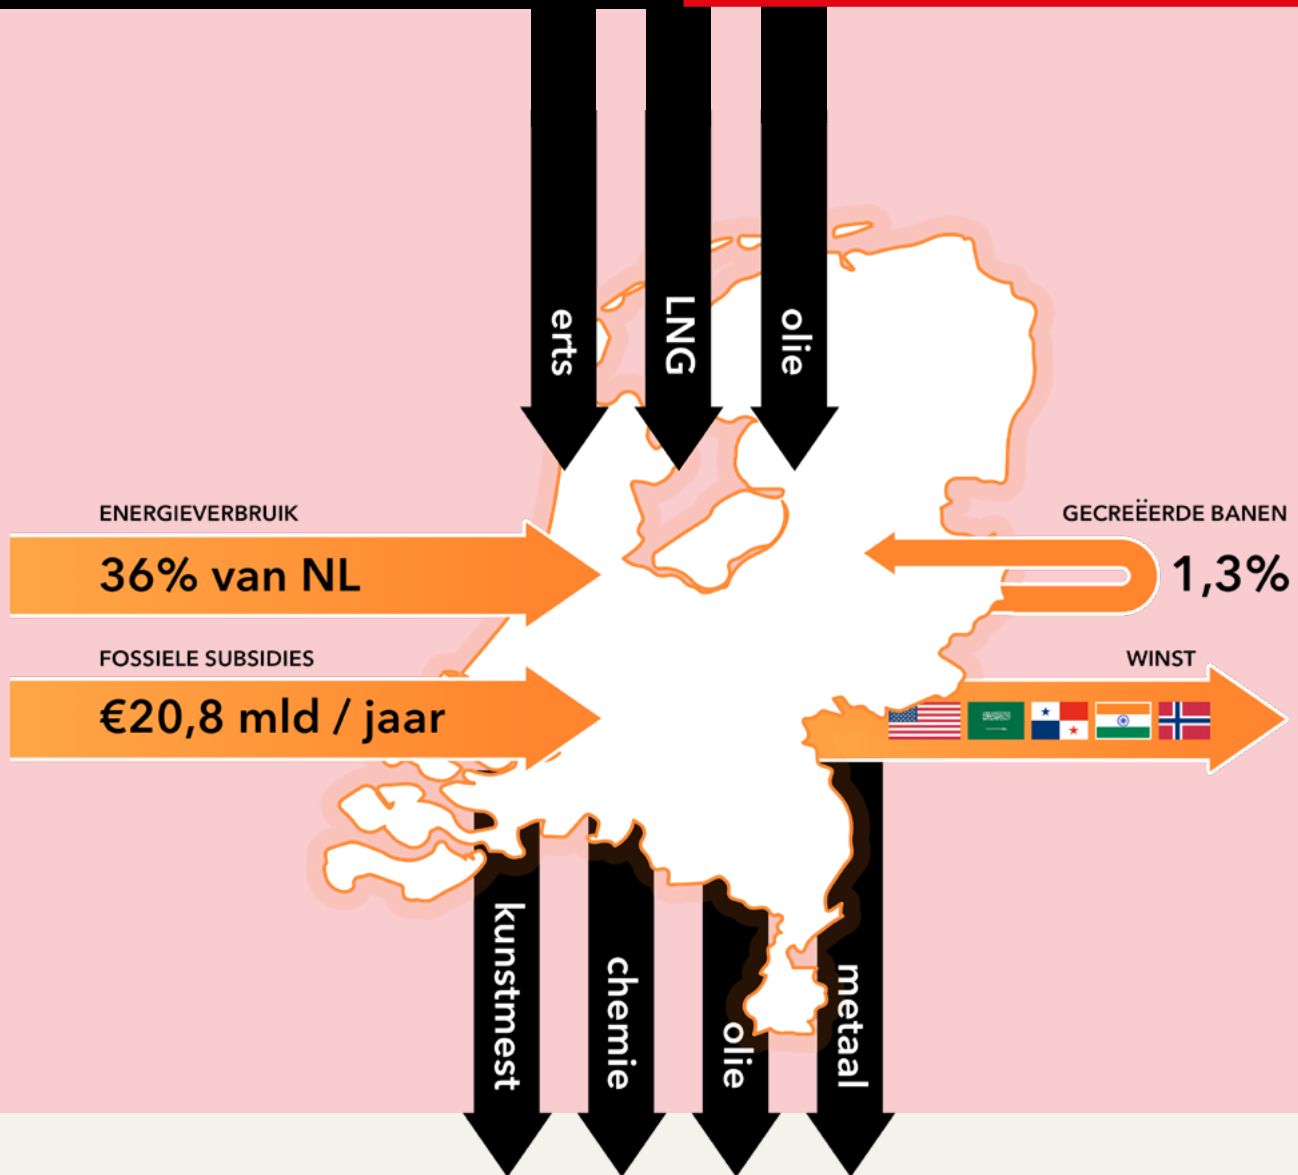 erts
LNG
olie
ENERGIEVERBRUIK
36% van NL
GECREËERDE BANEN
1,3%
FOSSIELE SUBSIDIES
€20,8 mld / jaar
WINST
kunstmest
chemie
olie
metaal